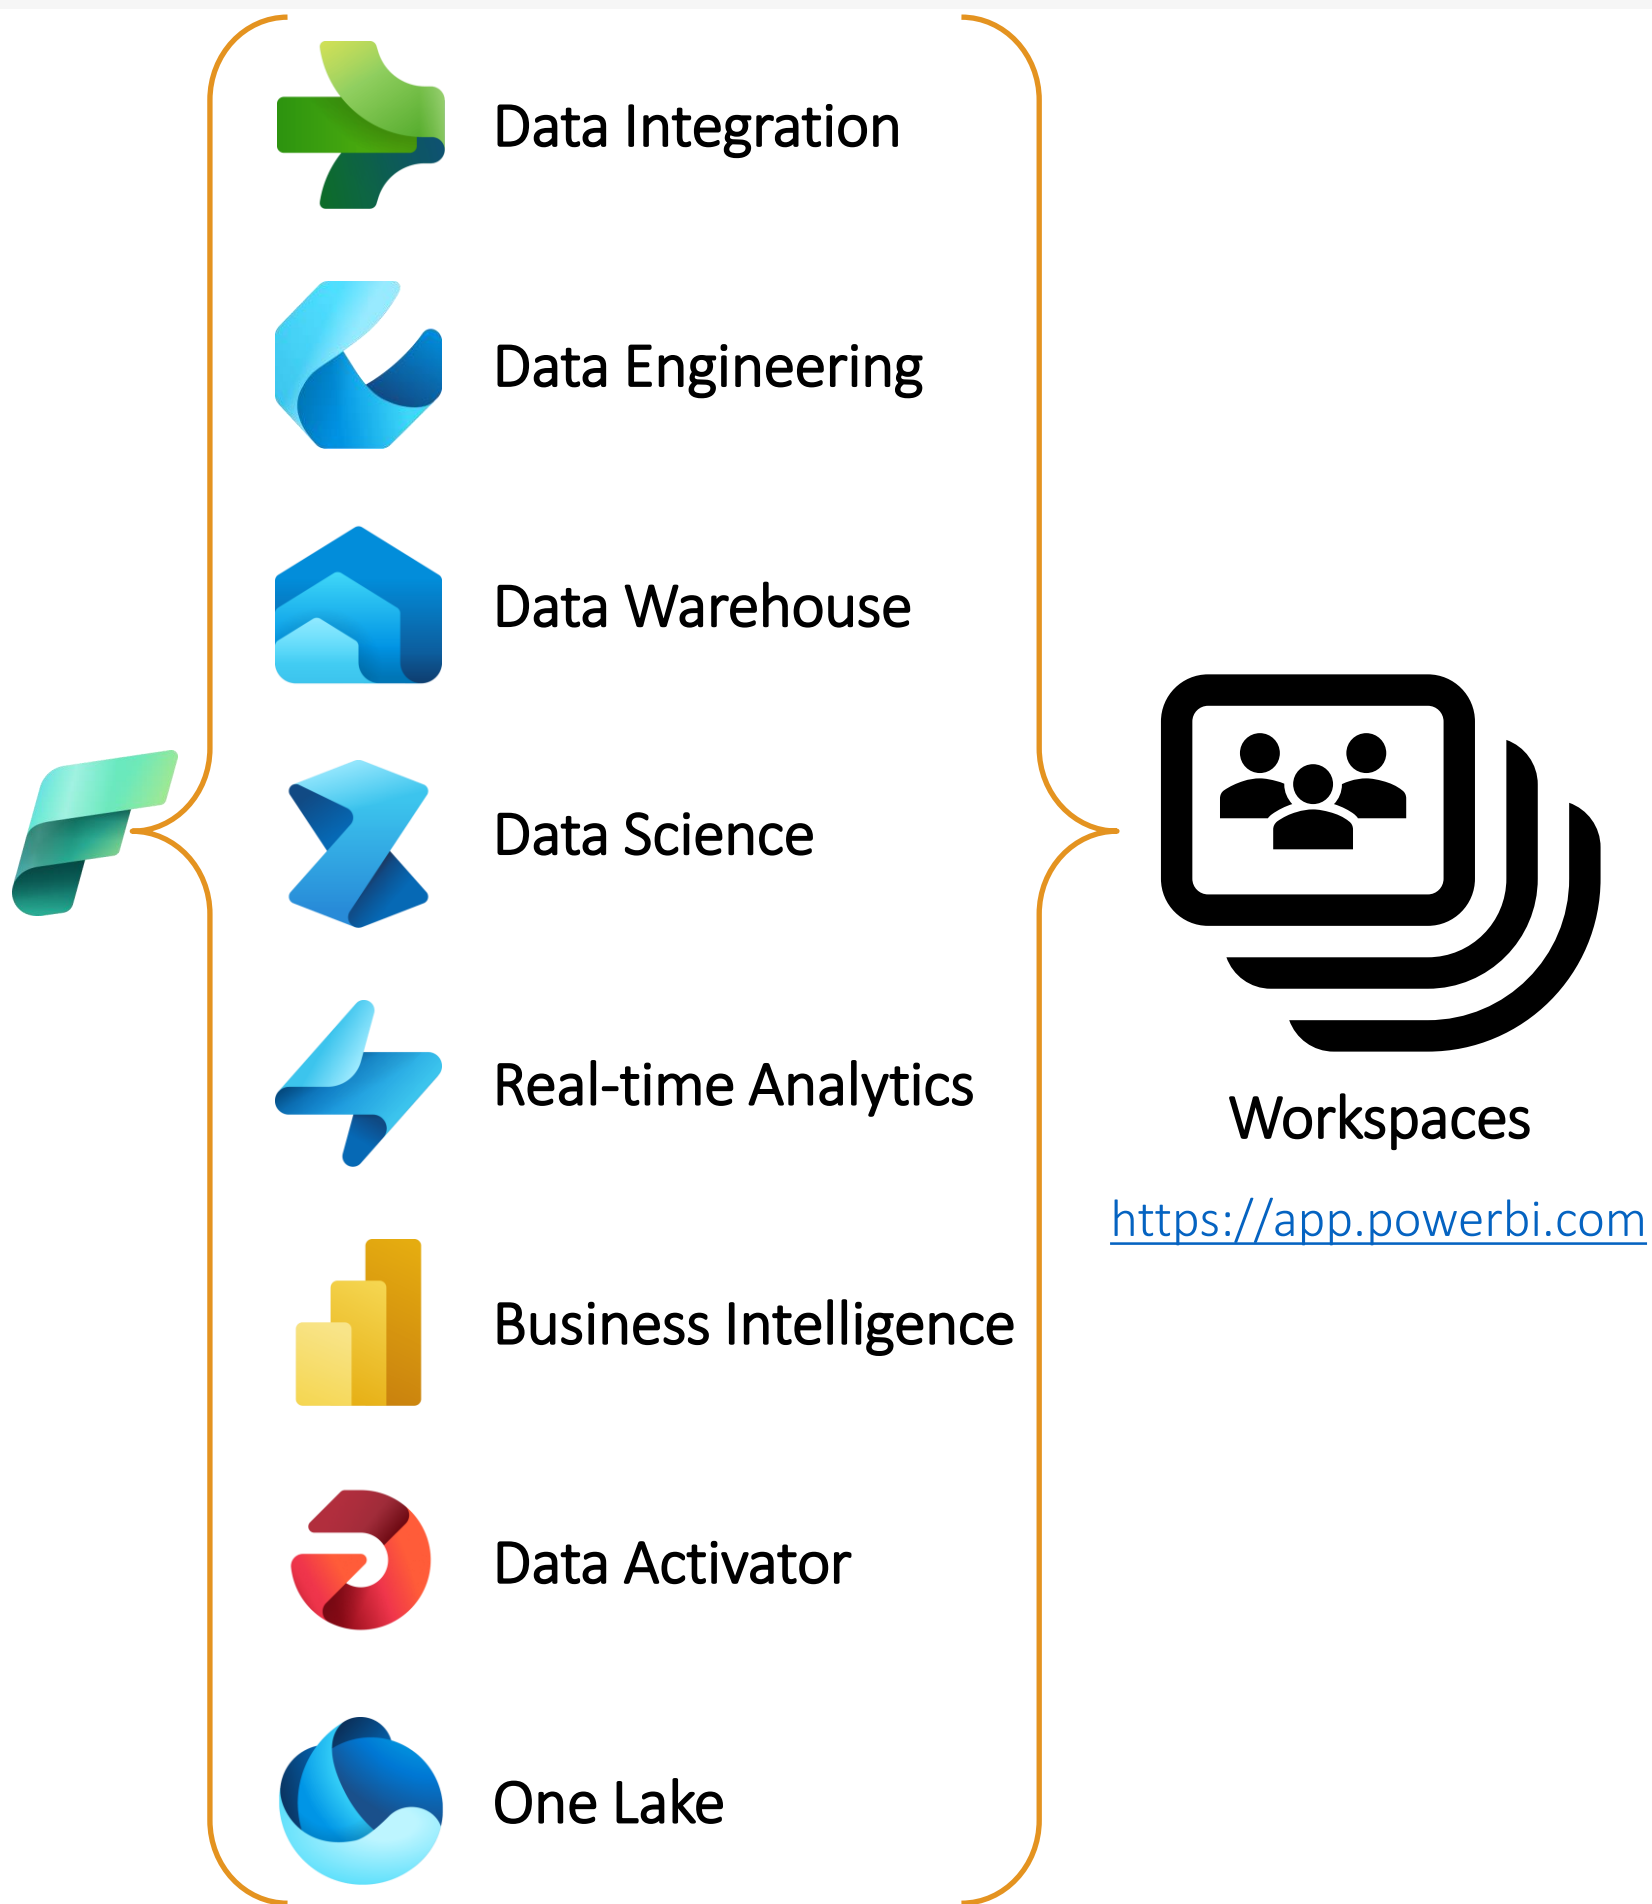 Data Integration
Data Engineering
Data Warehouse
Data Science
Real-time Analytics
Business Intelligence
Data Activator
One Lake
Workspaces
https://app.powerbi.com